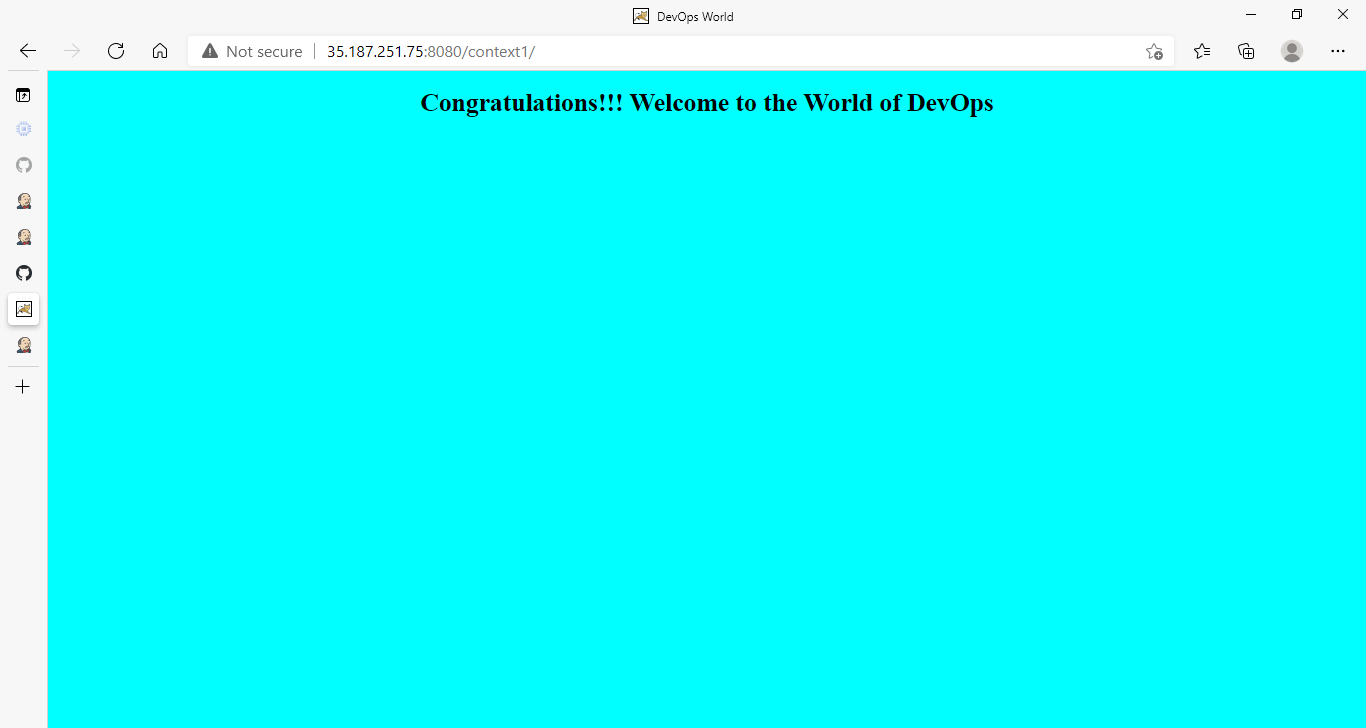 DevOps World
Not secure 35.187.251.75:8080/context1/
Congratulations!!! Welcome to the World of DevOps